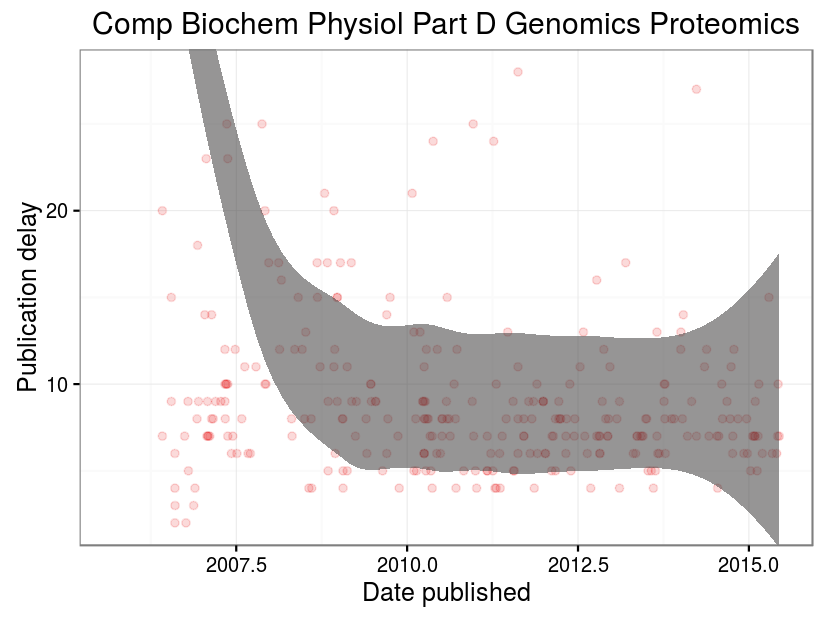 Comp Biochem Physiol Part D Genomics Proteomics
Publication delay
20
10
2007.5 2010.0 2012.5 2015.0
Date published